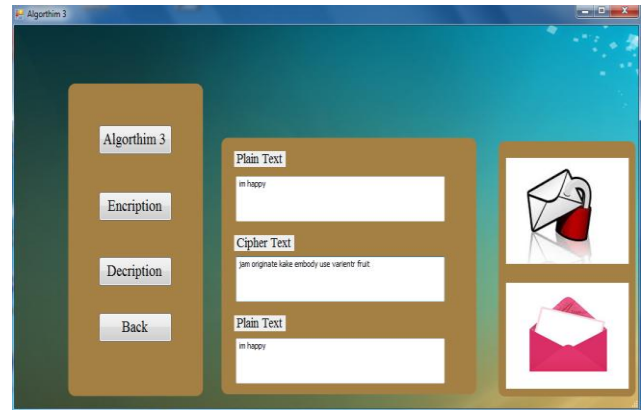 Algorthim 3
Algorthim 3
Encription
Decription
Back
Plain Text
im happy
Cipher Text
jam originate kake embody use varientr fruit
Plain Text
im happy